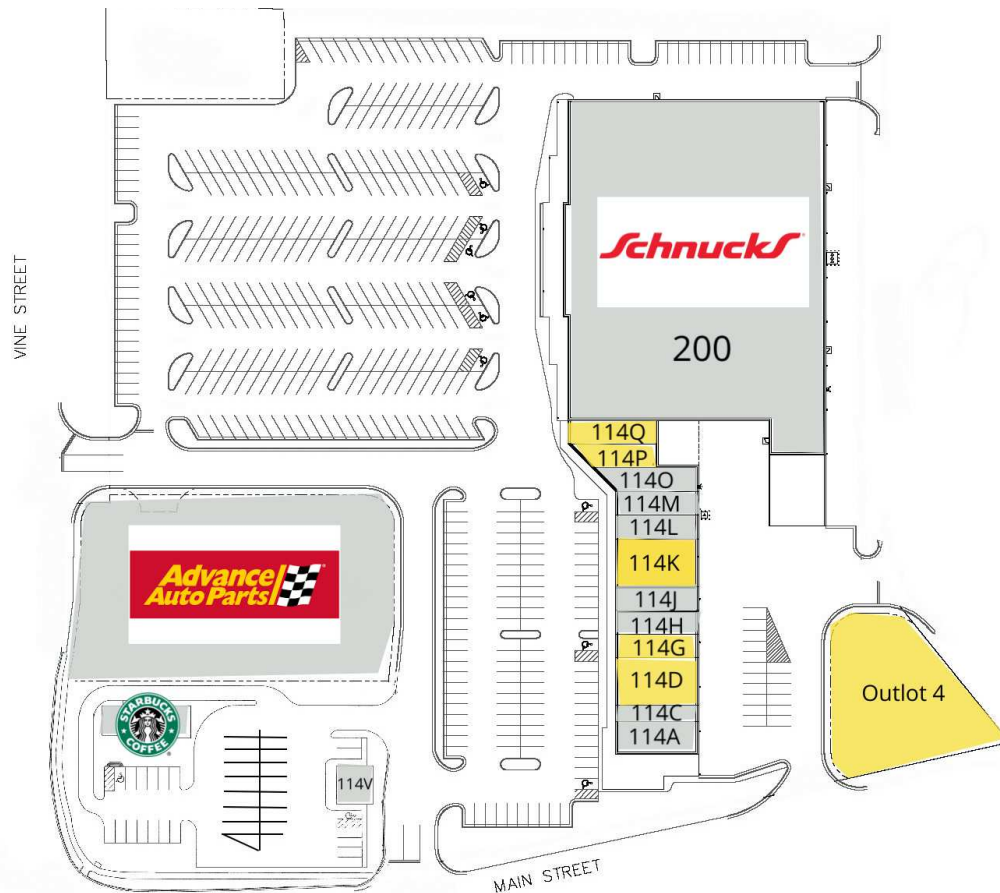 VINE STREET
Schnucks
200
114Q
114P
114O
114M
114L
114K
114J
114H
114G
114D
114C
114A
Outlot 4
Advance
Auto Parts
STARBUCKS
COFFEE
114V
MAIN STREET